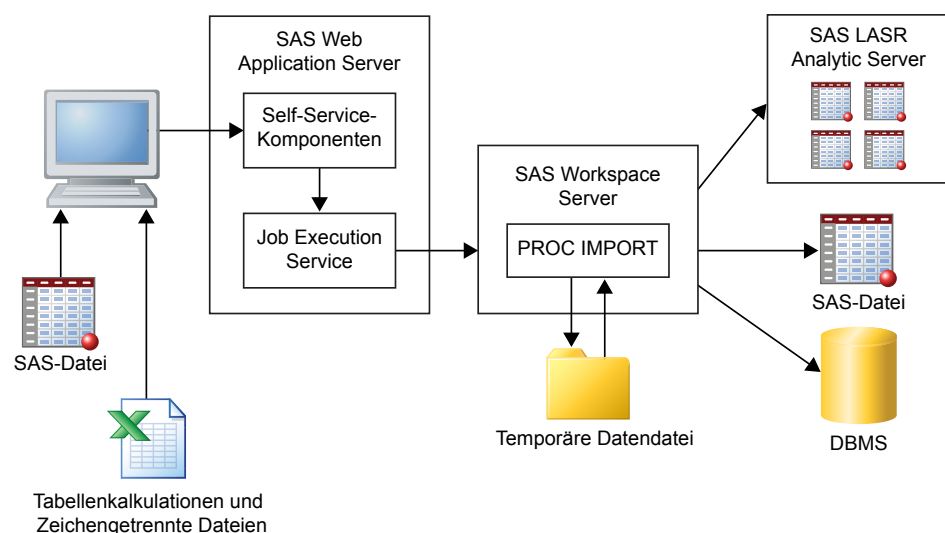 SAS Web
Application Server
Self-Service-
Komponenten
Job Execution
Service
SAS Workspace
Server
PROC IMPORT
SAS LASR
Analytic Server
SAS-Datei
SAS-Datei
Temporäre Datendatei
DBMS
Tabellenkalkulationen und
Zeichengetrennte Dateien